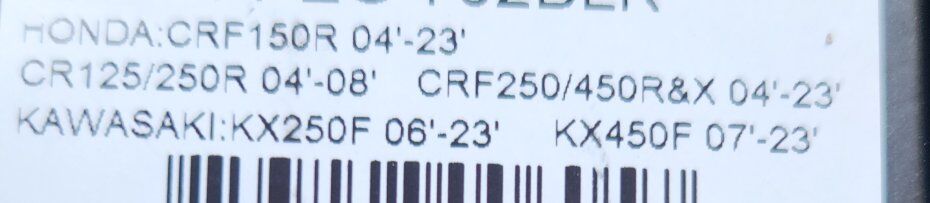 HONDA:CRF150R 04'-23'
CR125/250R 04'-08' CRF250/450R&X 04'-23'
KAWASAKI:KX250F 06'-23' KX450F 07'-23'